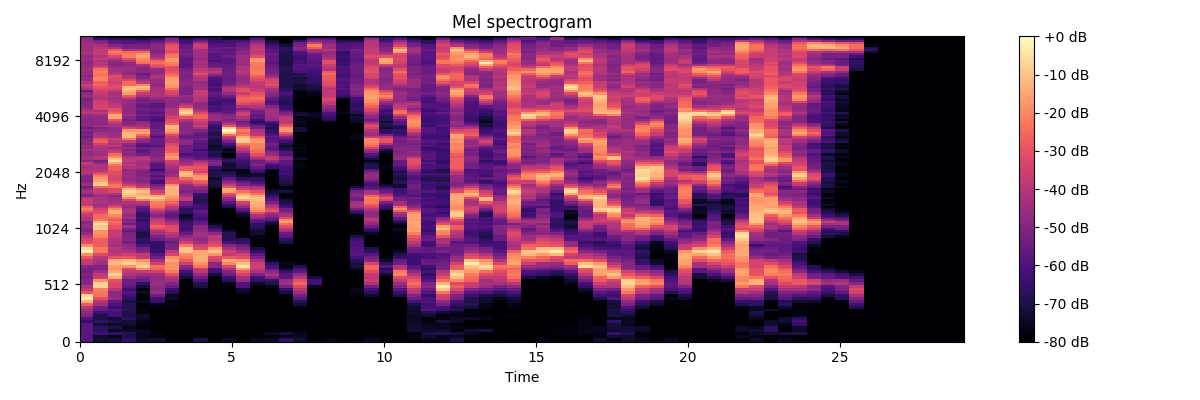 Mel spectrogram
Hz
8192
4096
2048
1024
512
0
0 5 10 15 20 25
Time
+0 dB
-10 dB
-20 dB
-30 dB
-40 dB
-50 dB
-60 dB
-70 dB
-80 dB